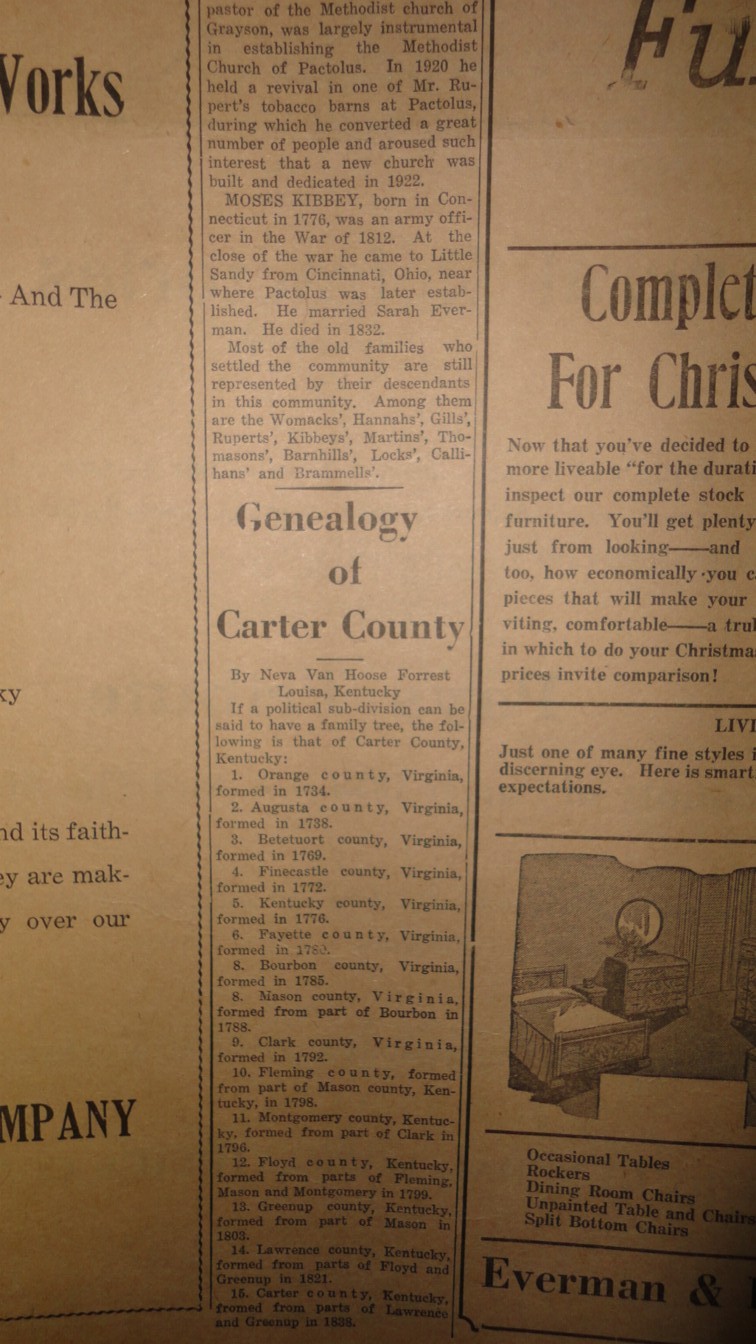 Works
And The
nd its faith-
ey are mak-
y over our
MPANY
pastor of the Methodist church of
Grayson, was largely instrumental
in establishing the Methodist
Church of Pactolus. In 1920 he
held a revival in one of Mr. Ru-
pert's tobacco barns at Pactolus,
during which he converted a great
number of people and aroused such
interest that a new church was
built and dedicated in 1922.
MOSES KIBBEY, born in Con-
necticut in 1776, was an army offi-
cer in the War of 1812. At the
close of the war he came to Little
Sandy from Cincinnati, Ohio, near
where Pactolus was later estab-
lished. He married Sarah Ever-
man. He died in 1832.
Most of the old families who
settled the community are still
represented by their descendants
in this community. Among them
are the Womacks', Hannahs', Gills',
Ruperts', Kibbeys', Martins', Tho-
masons', Barnhills', Locks', Calli-
hans' and Brammells'.
Genealogy
of
Carter County
By Neva Van Hoose Forrest
Louisa, Kentucky
If a political sub-division can be
said to have a family tree, the fol-
lowing is that of Carter County,
Kentucky:
1. Orange county, Virginia,
formed in 1734.
2. Augusta county, Virginia,
formed in 1738.
3. Betetuort county, Virginia,
formed in 1769.
4. Finecastle county, Virginia,
formed in 1772.
5. Kentucky county, Virginia,
formed in 1776.
6. Fayette county, Virginia,
formed in
8. Bourbon county, Virginia,
formed in 1785.
8. Mason county, Virginia,
formed from part of Bourbon in
1788.
9. Clark county, Virginia,
formed in 1792.
10. Fleming county, formed
from part of Mason county, Ken-
tucky, in 1798.
11. Montgomery county, Kentuc-
ky, formed from part of Clark in
1796.
12. Floyd county, Kentucky,
formed from parts of Fleming,
Mason and Montgomery in 1799.
13. Greenup county, Kentucky,
formed from part of Mason in
1803.
14. Lawrence county, Kentucky,
formed from parts of Floyd and
Greenup in 1821.
15. Carter county, Kentucky,
fromed from parts of Lawrence
and Greenup in 1838.
Fu
Complet
For Chris
Now that you've decided to
more liveable "for the durati
inspect our complete stock
furniture. You'll get plenty
just from looking——and
too, how economically you c
pieces that will make your
viting, comfortable——a trul
in which to do your Christma
prices invite comparison!
LIVI
Just one of many fine styles i
discerning eye. Here is smart
expectations.
Occasional Tables
Rockers
Dining Room Chairs
Unpainted Table and Chairs
Split Bottom Chairs
Everman &